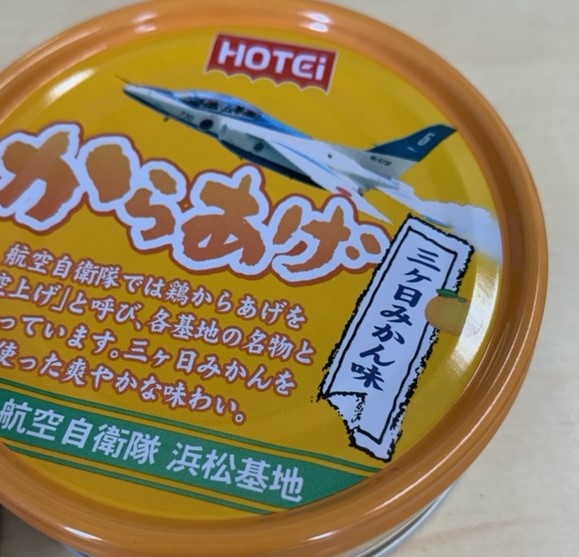 HOTEi
からあげ
三ヶ日みかん味
航空自衛隊では鶏からあげを
空上げ」と呼び、各基地の名物と
っています。三ヶ日みかんを
使った爽やかな味わい。
航空自衛隊 浜松基地